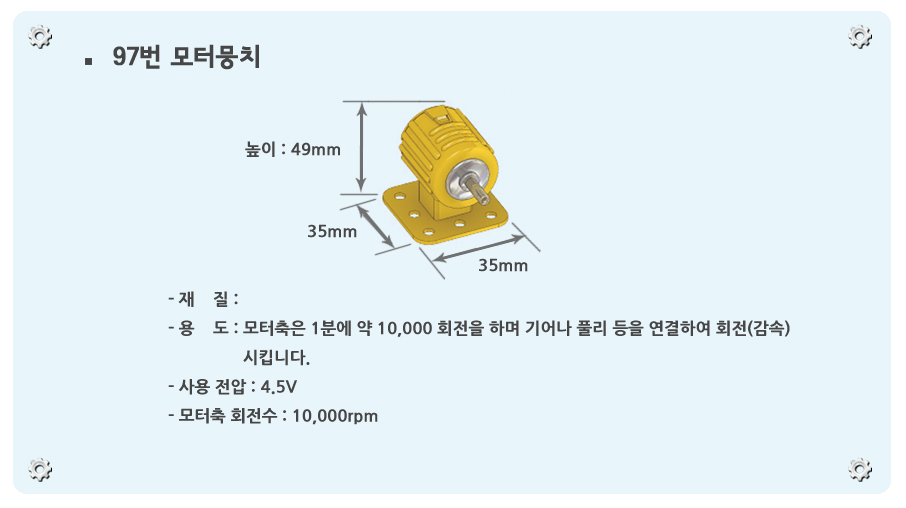 ▪ 97번 모터뭉치
높이 : 49mm
35mm
35mm
- 재 질 :
- 용 도 : 모터축은 1분에 약 10,000 회전을 하며 기어나 풀리 등을 연결하여 회전(감속)
시킵니다.
- 사용 전압 : 4.5V
- 모터축 회전수 : 10,000rpm